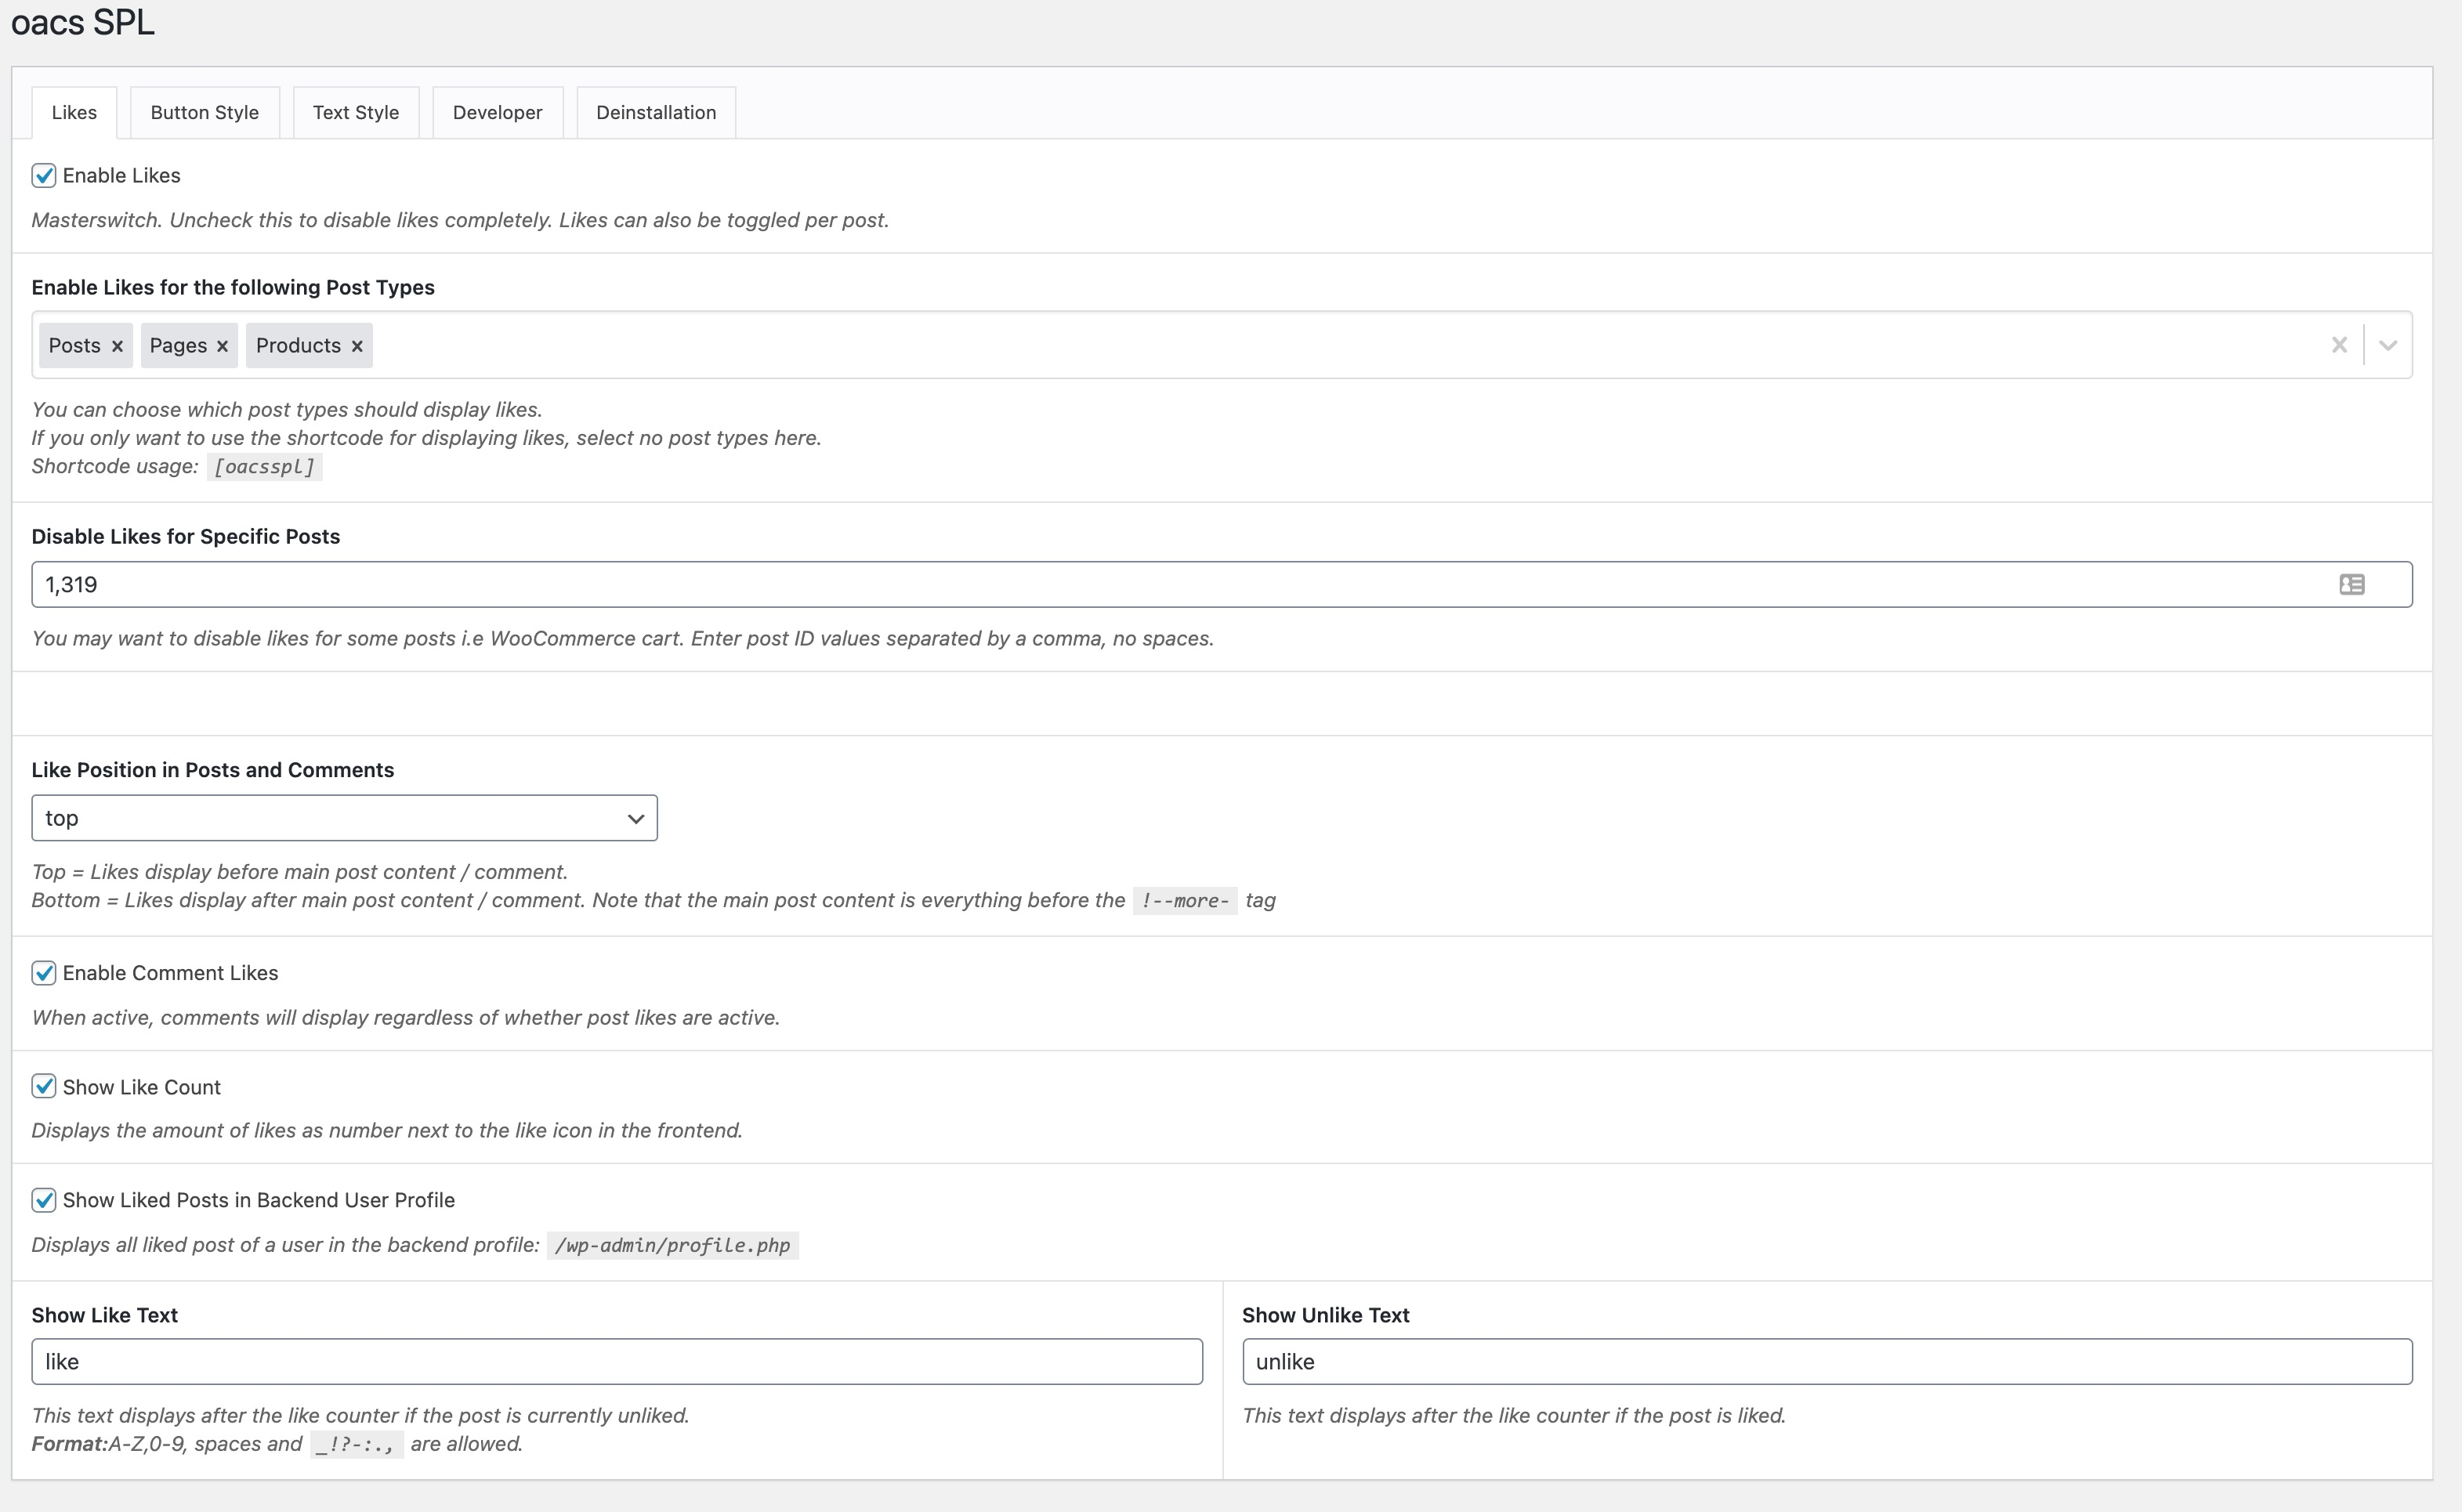 oacs SPL
Likes
Button Style
Text Style
Developer
Deinstallation
Enable Likes
Masterswitch. Uncheck this to disable likes completely. Likes can also be toggled per post.
Enable Likes for the following Post Types
Posts × Pages × Products ×
You can choose which post types should display likes.
If you only want to use the shortcode for displaying likes, select no post types here.
Shortcode usage: [oacsspl]
Disable Likes for Specific Posts
1,319
You may want to disable likes for some posts i.e WooCommerce cart. Enter post ID values separated by a comma, no spaces.
Like Position in Posts and Comments
top
Top = Likes display before main post content / comment.
Bottom = Likes display after main post content / comment. Note that the main post content is everything before the !--more- tag
Enable Comment Likes
When active, comments will display regardless of whether post likes are active.
Show Like Count
Displays the amount of likes as number next to the like icon in the frontend.
Show Liked Posts in Backend User Profile
Displays all liked post of a user in the backend profile: /wp-admin/profile.php
Show Like Text
like
This text displays after the like counter if the post is currently unliked.
Format:A-Z,0-9, spaces and _!?-:., are allowed.
Show Unlike Text
unlike
This text displays after the like counter if the post is liked.